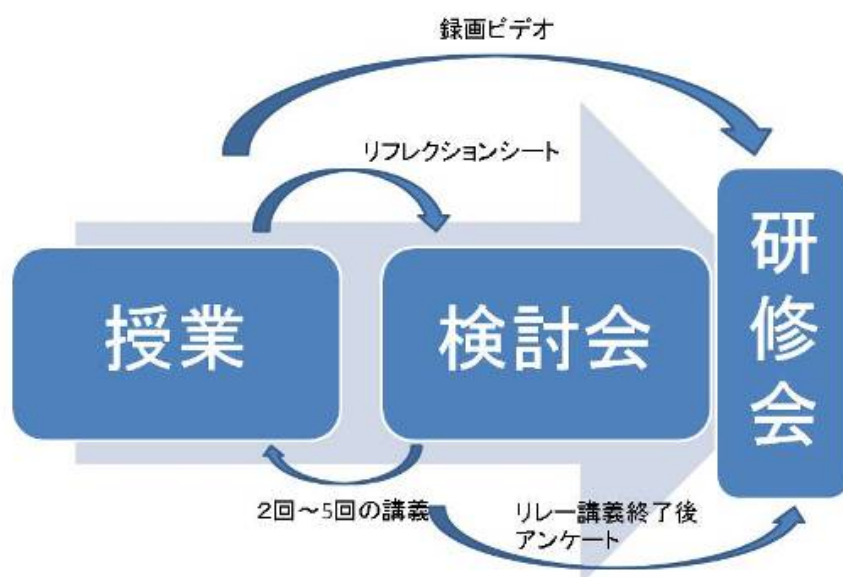 録画ビデオ
リフレクションシート
授業
検討会
研修会
2回～5回の講義
リレー講義終了後
アンケート